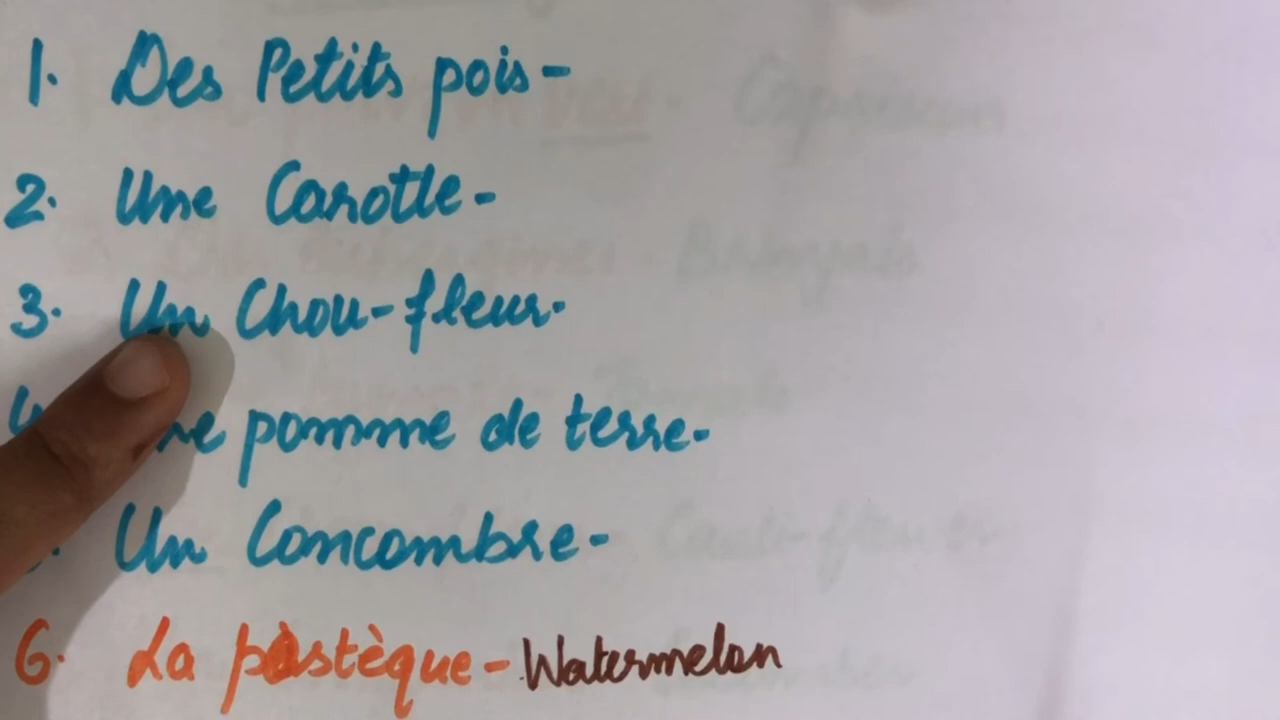 1. Des Petits pois -
2. Une Carotte -
3. Un Chou-fleur.
pomme de terre.
Un Concombre -
6. La pastèque - Watermelon